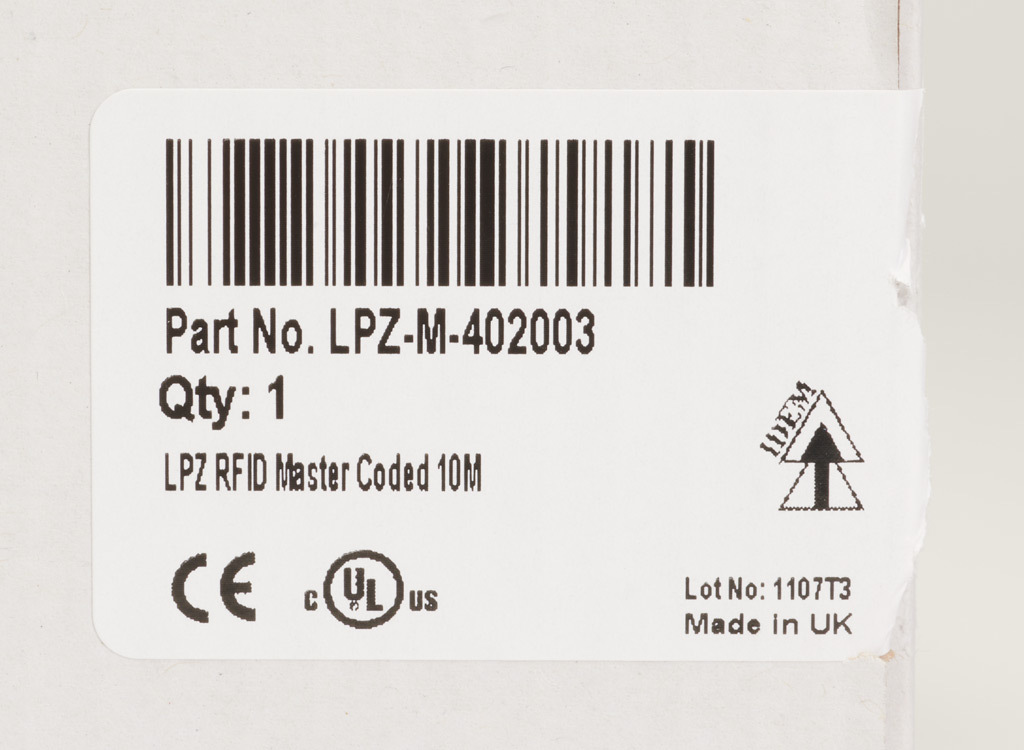 Part No. LPZ-M-402003
Qty: 1
LPZ RFID Master Coded 10M
IDEM
CE
c UL us
Lot No: 1107T3
Made in UK